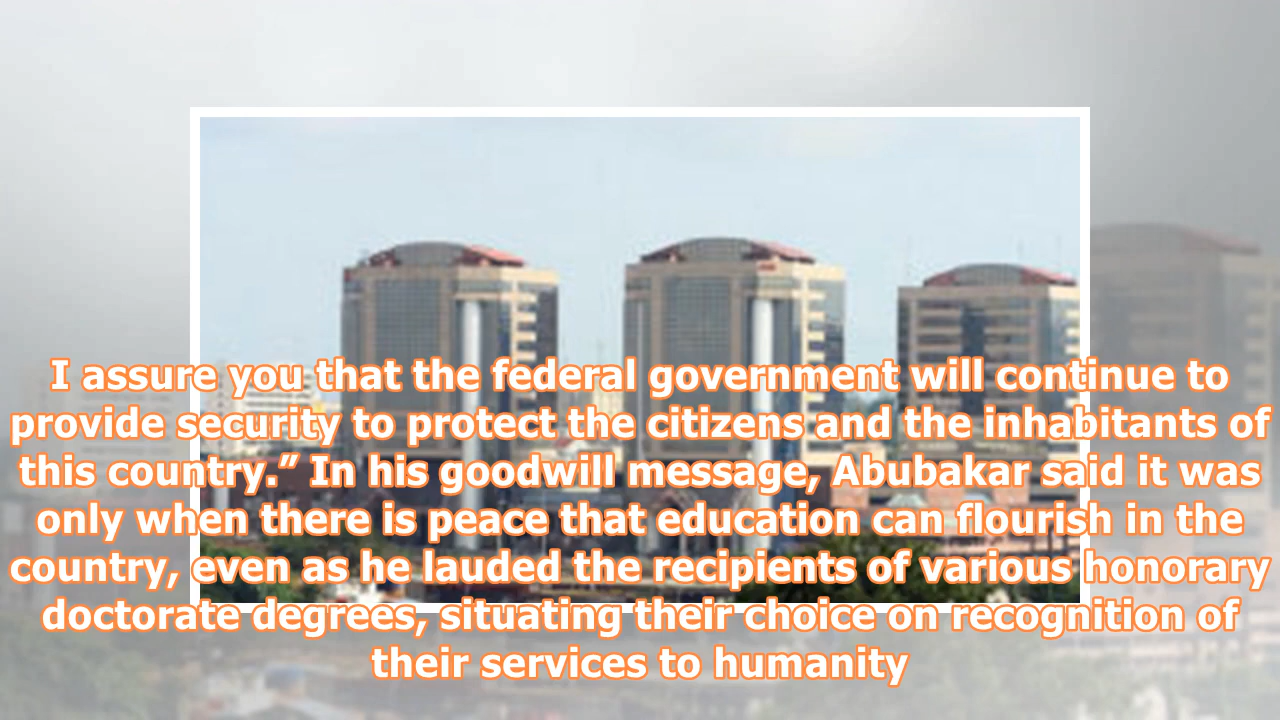 I assure you that the federal government will continue to
provide security to protect the citizens and the inhabitants of
this country.” In his goodwill message, Abubakar said it was
only when there is peace that education can flourish in the
country, even as he lauded the recipients of various honorary
doctorate degrees, situating their choice on recognition of
their services to humanity